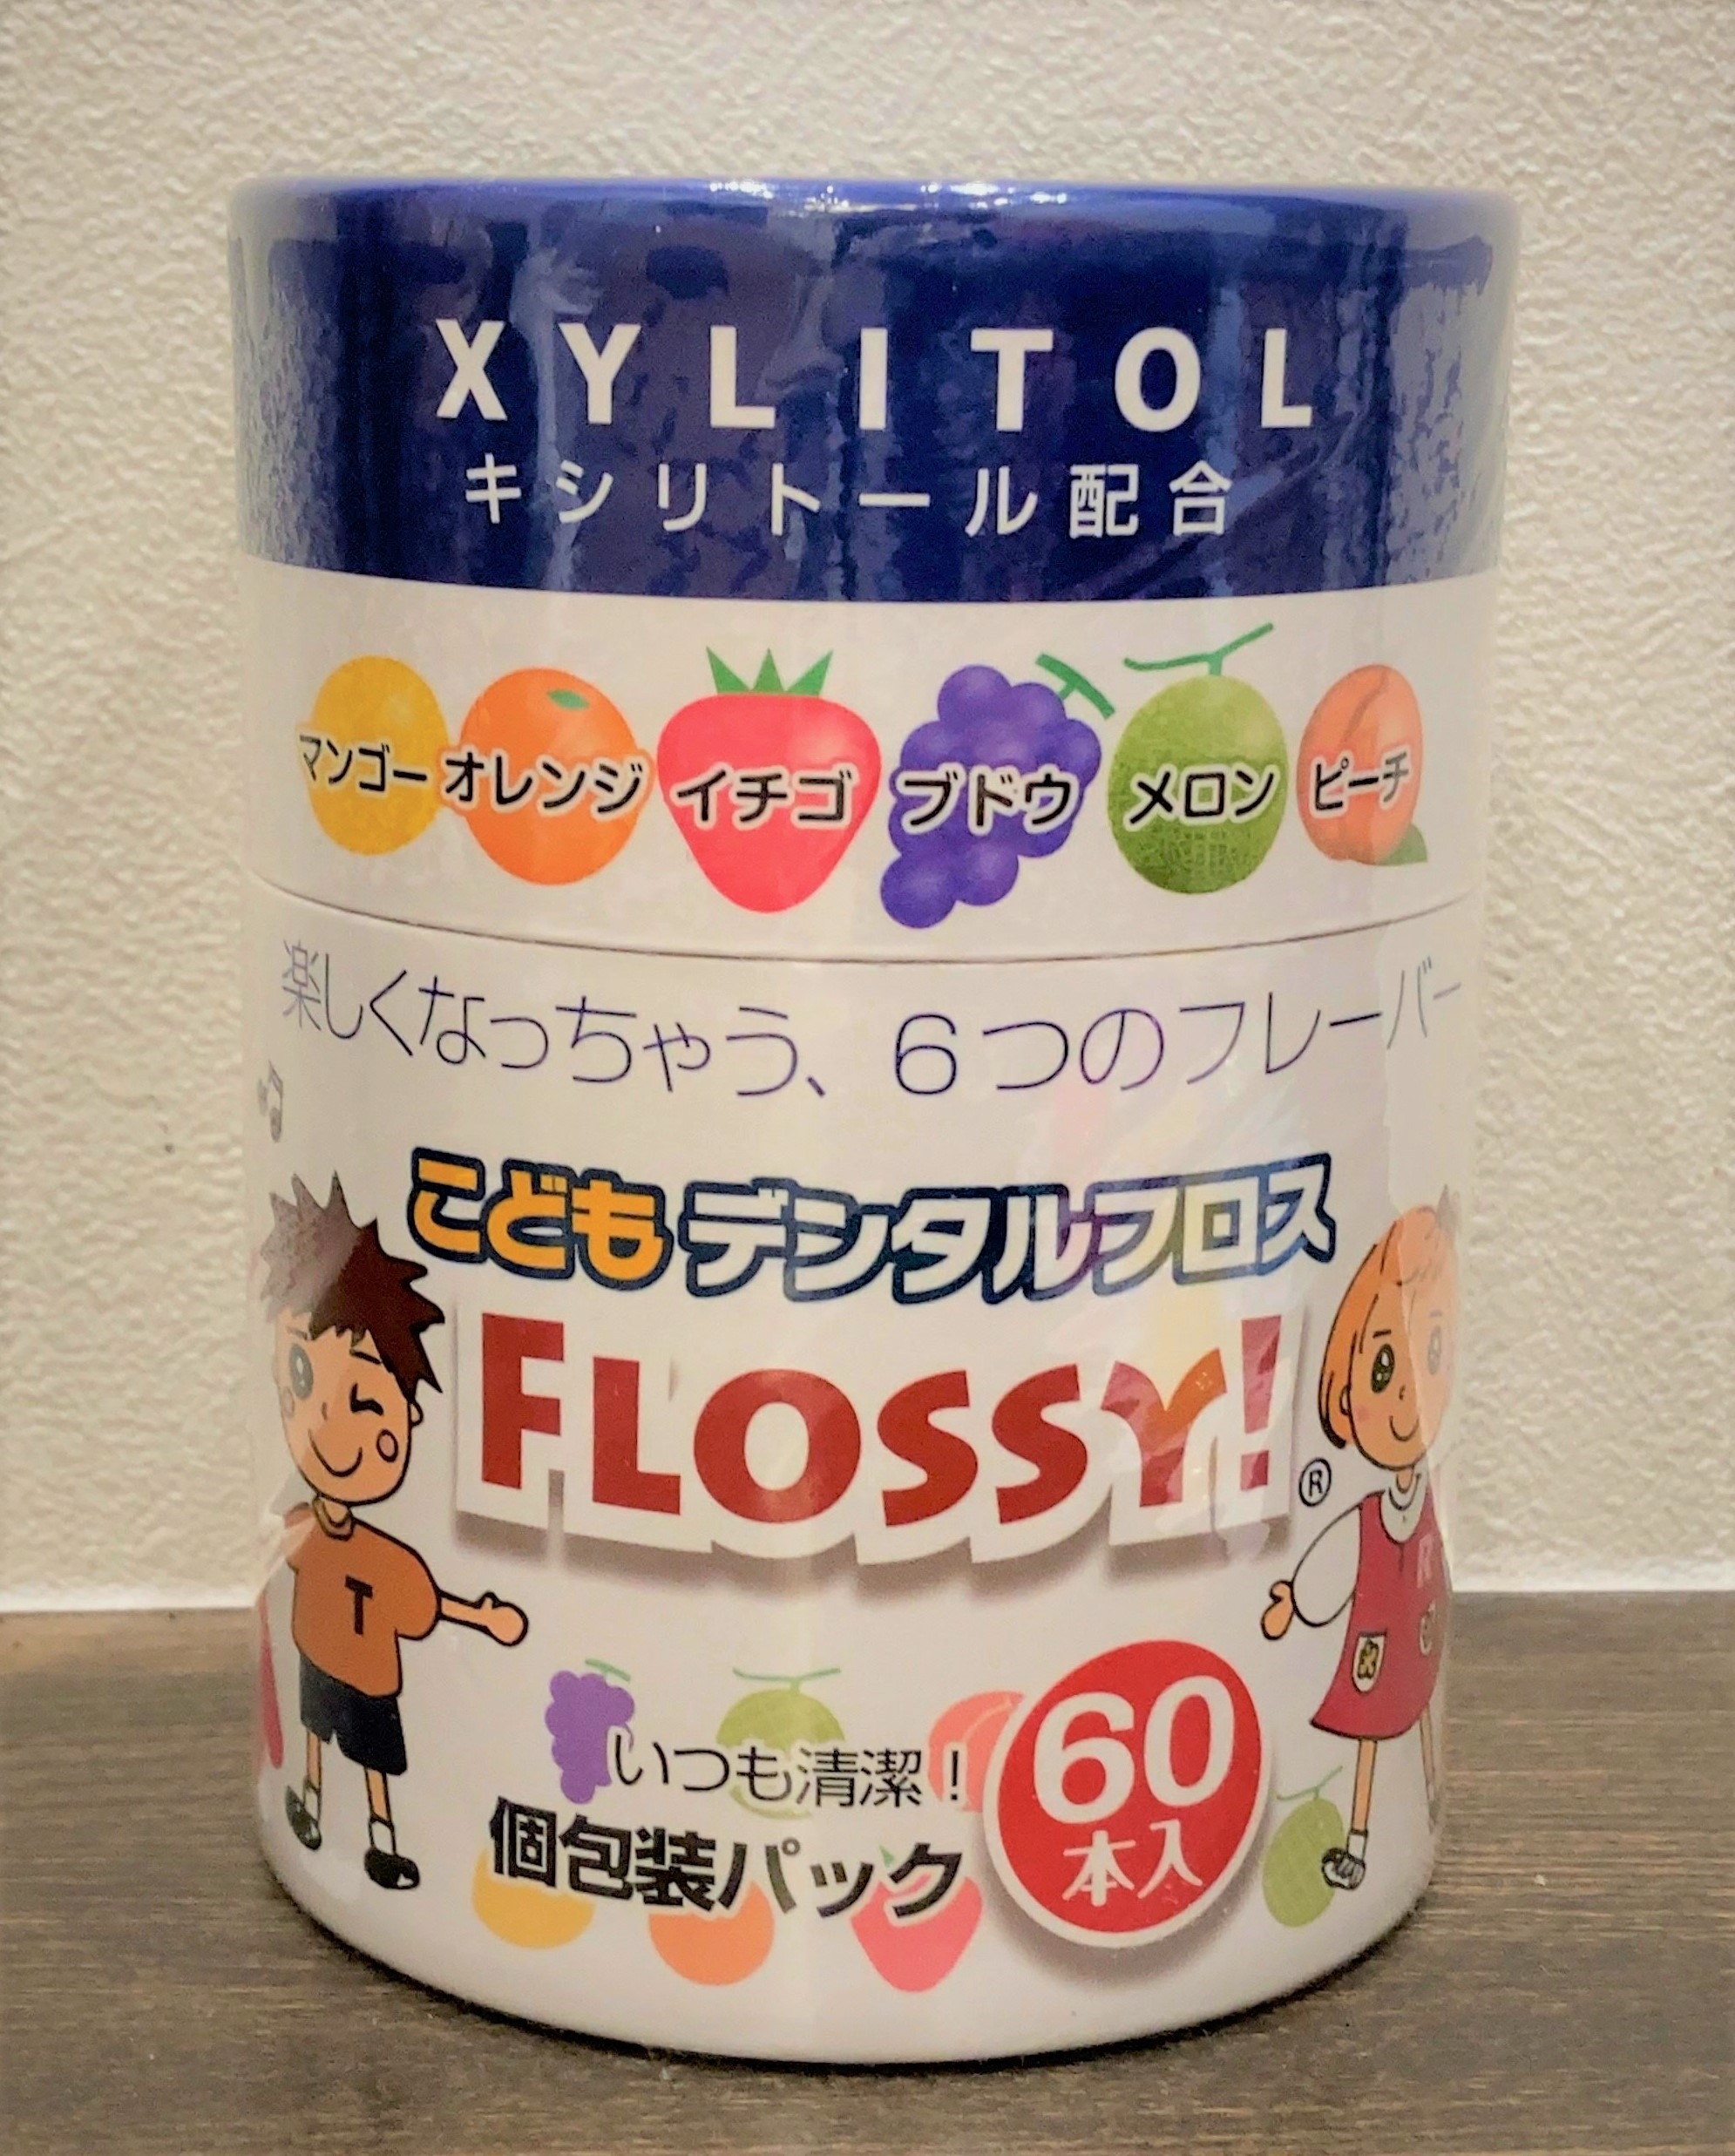 XYLITOL
キシリトール配合
マンゴー オレンジ イチゴ ブドウ メロン ピーチ
楽しくなっちゃう、6つのフレーバー
こどもデンタルフロス
FLOSSY!
®
T
R
いつも清潔!
個包装パック
60
本入